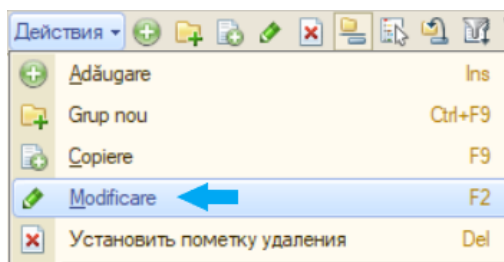 Действия
Adăugare Ins
Grup nou Ctrl+F9
Copiere F9
Modificare F2
Установить пометку удаления Del